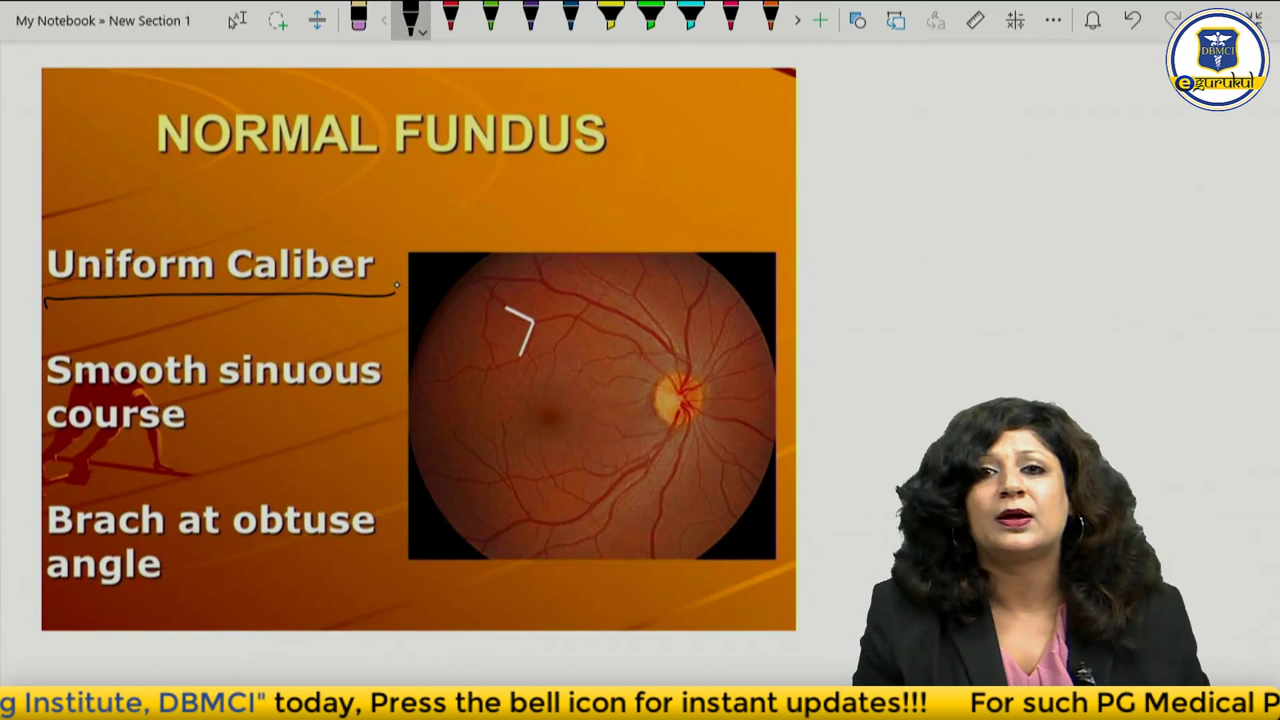 My Notebook » New Section 1
DBMCI
egurukul
NORMAL FUNDUS
Uniform Caliber
Smooth sinuous
course
Brach at obtuse
angle
g Institute, DBMCI" today, Press the bell icon for instant updates!!! For such PG Medical P